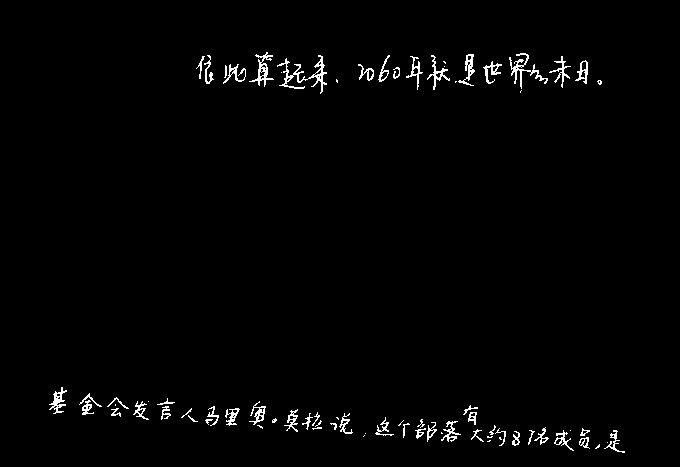 依此算起来、2060年就是世界公末日。
基金会发言人马里奥。莫拉说，这个部落有大约87名成员，是